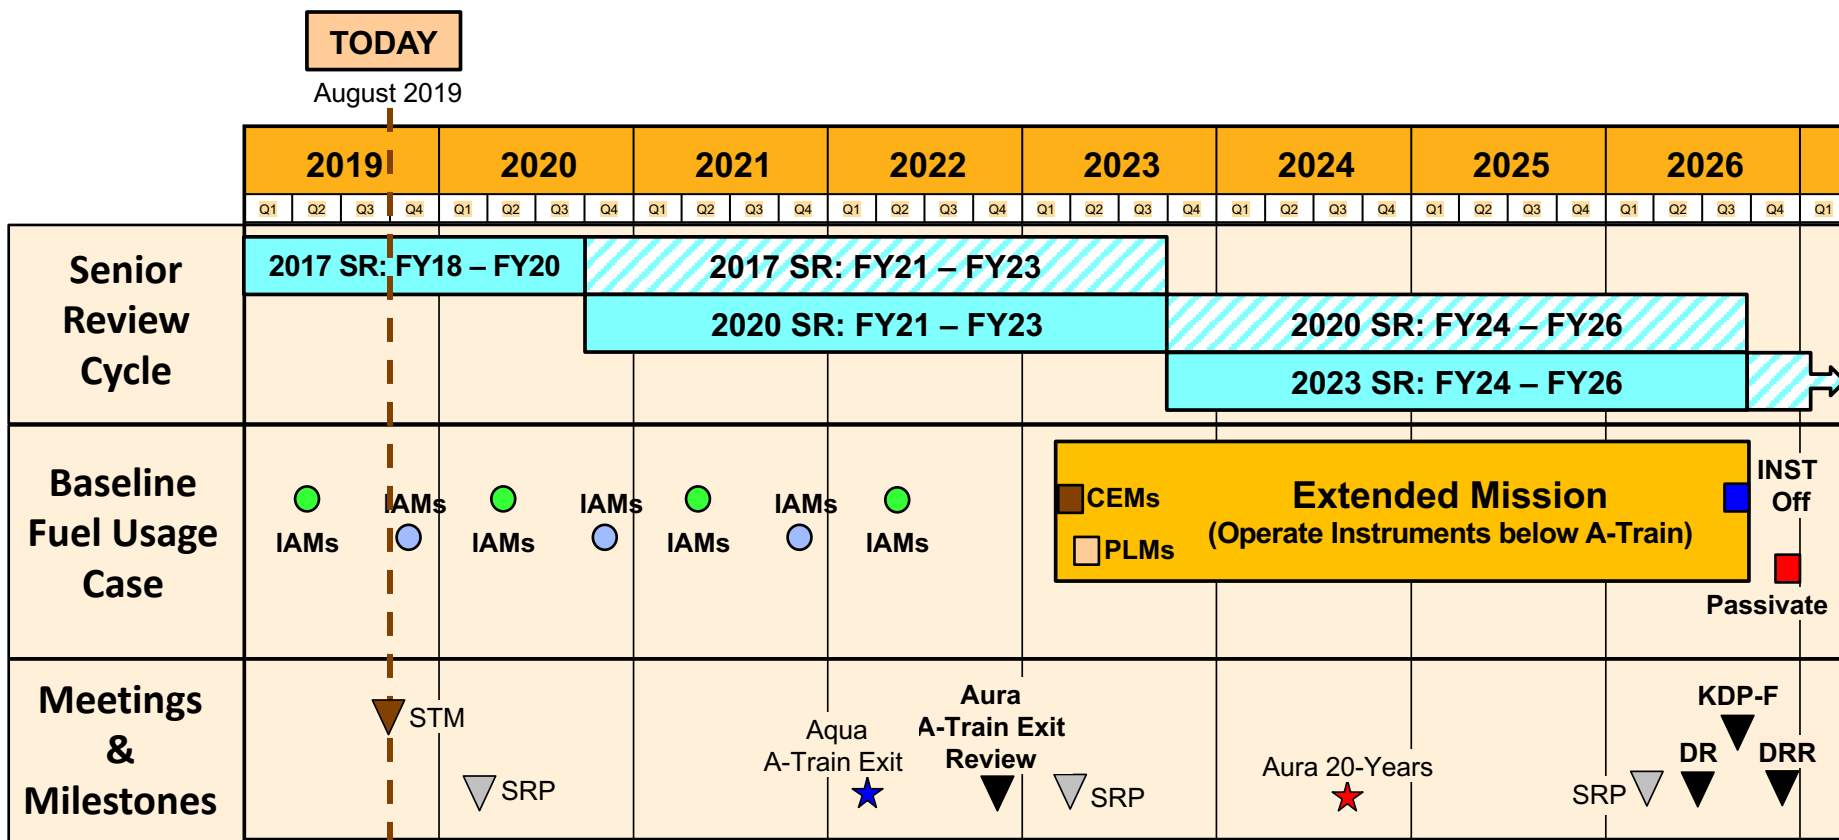 TODAY
August 2019
2019 2020 2021 2022 2023 2024 2025 2026
Q1 Q2 Q3 Q4 Q1 Q2 Q3 Q4 Q1 Q2 Q3 Q4 Q1 Q2 Q3 Q4 Q1 Q2 Q3 Q4 Q1 Q2 Q3 Q4 Q1 Q2 Q3 Q4 Q1 Q2 Q3 Q4 Q1
Senior
Review
Cycle
2017 SR: FY18 – FY20
2017 SR: FY21 – FY23
2020 SR: FY21 – FY23
2020 SR: FY24 – FY26
2023 SR: FY24 – FY26
Baseline
Fuel Usage
Case
IAMs
IAMs
IAMs
IAMs
IAMs
IAMs
IAMs
CEMs
PLMs
Extended Mission
(Operate Instruments below A-Train)
INST
Off
Passivate
Meetings
&
Milestones
STM
SRP
Aqua
A-Train Exit
Aura
A-Train Exit
Review
SRP
Aura 20-Years
SRP
KDP-F
DR
DRR